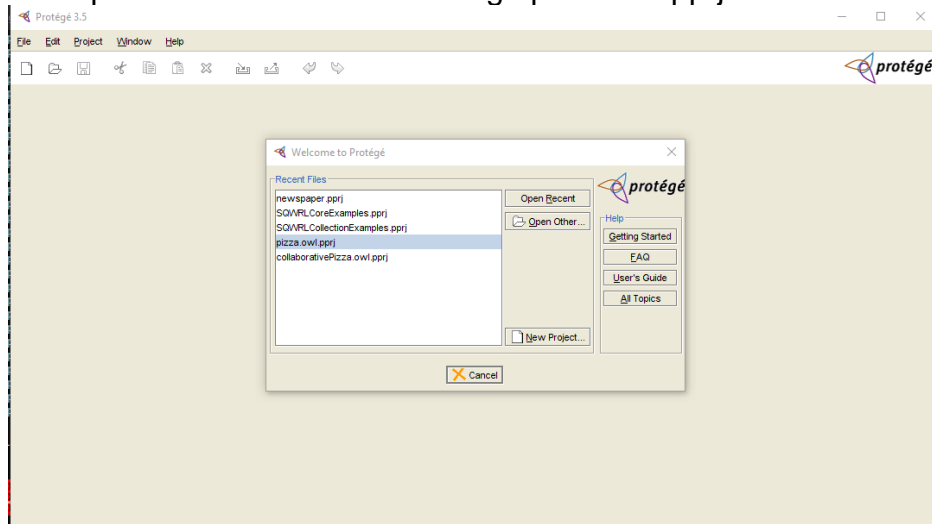 Protégé 3.5
File Edit Project Window Help
protégé
Welcome to Protégé
Recent Files
newspaper.pprj
SQWRLCoreExamples.pprj
SQWRLCollectionExamples.pprj
pizza.owl.pprj
collaborativePizza.owl.pprj
Open Recent
Open Other...
New Project...
protégé
Help
Getting Started
FAQ
User's Guide
All Topics
Cancel